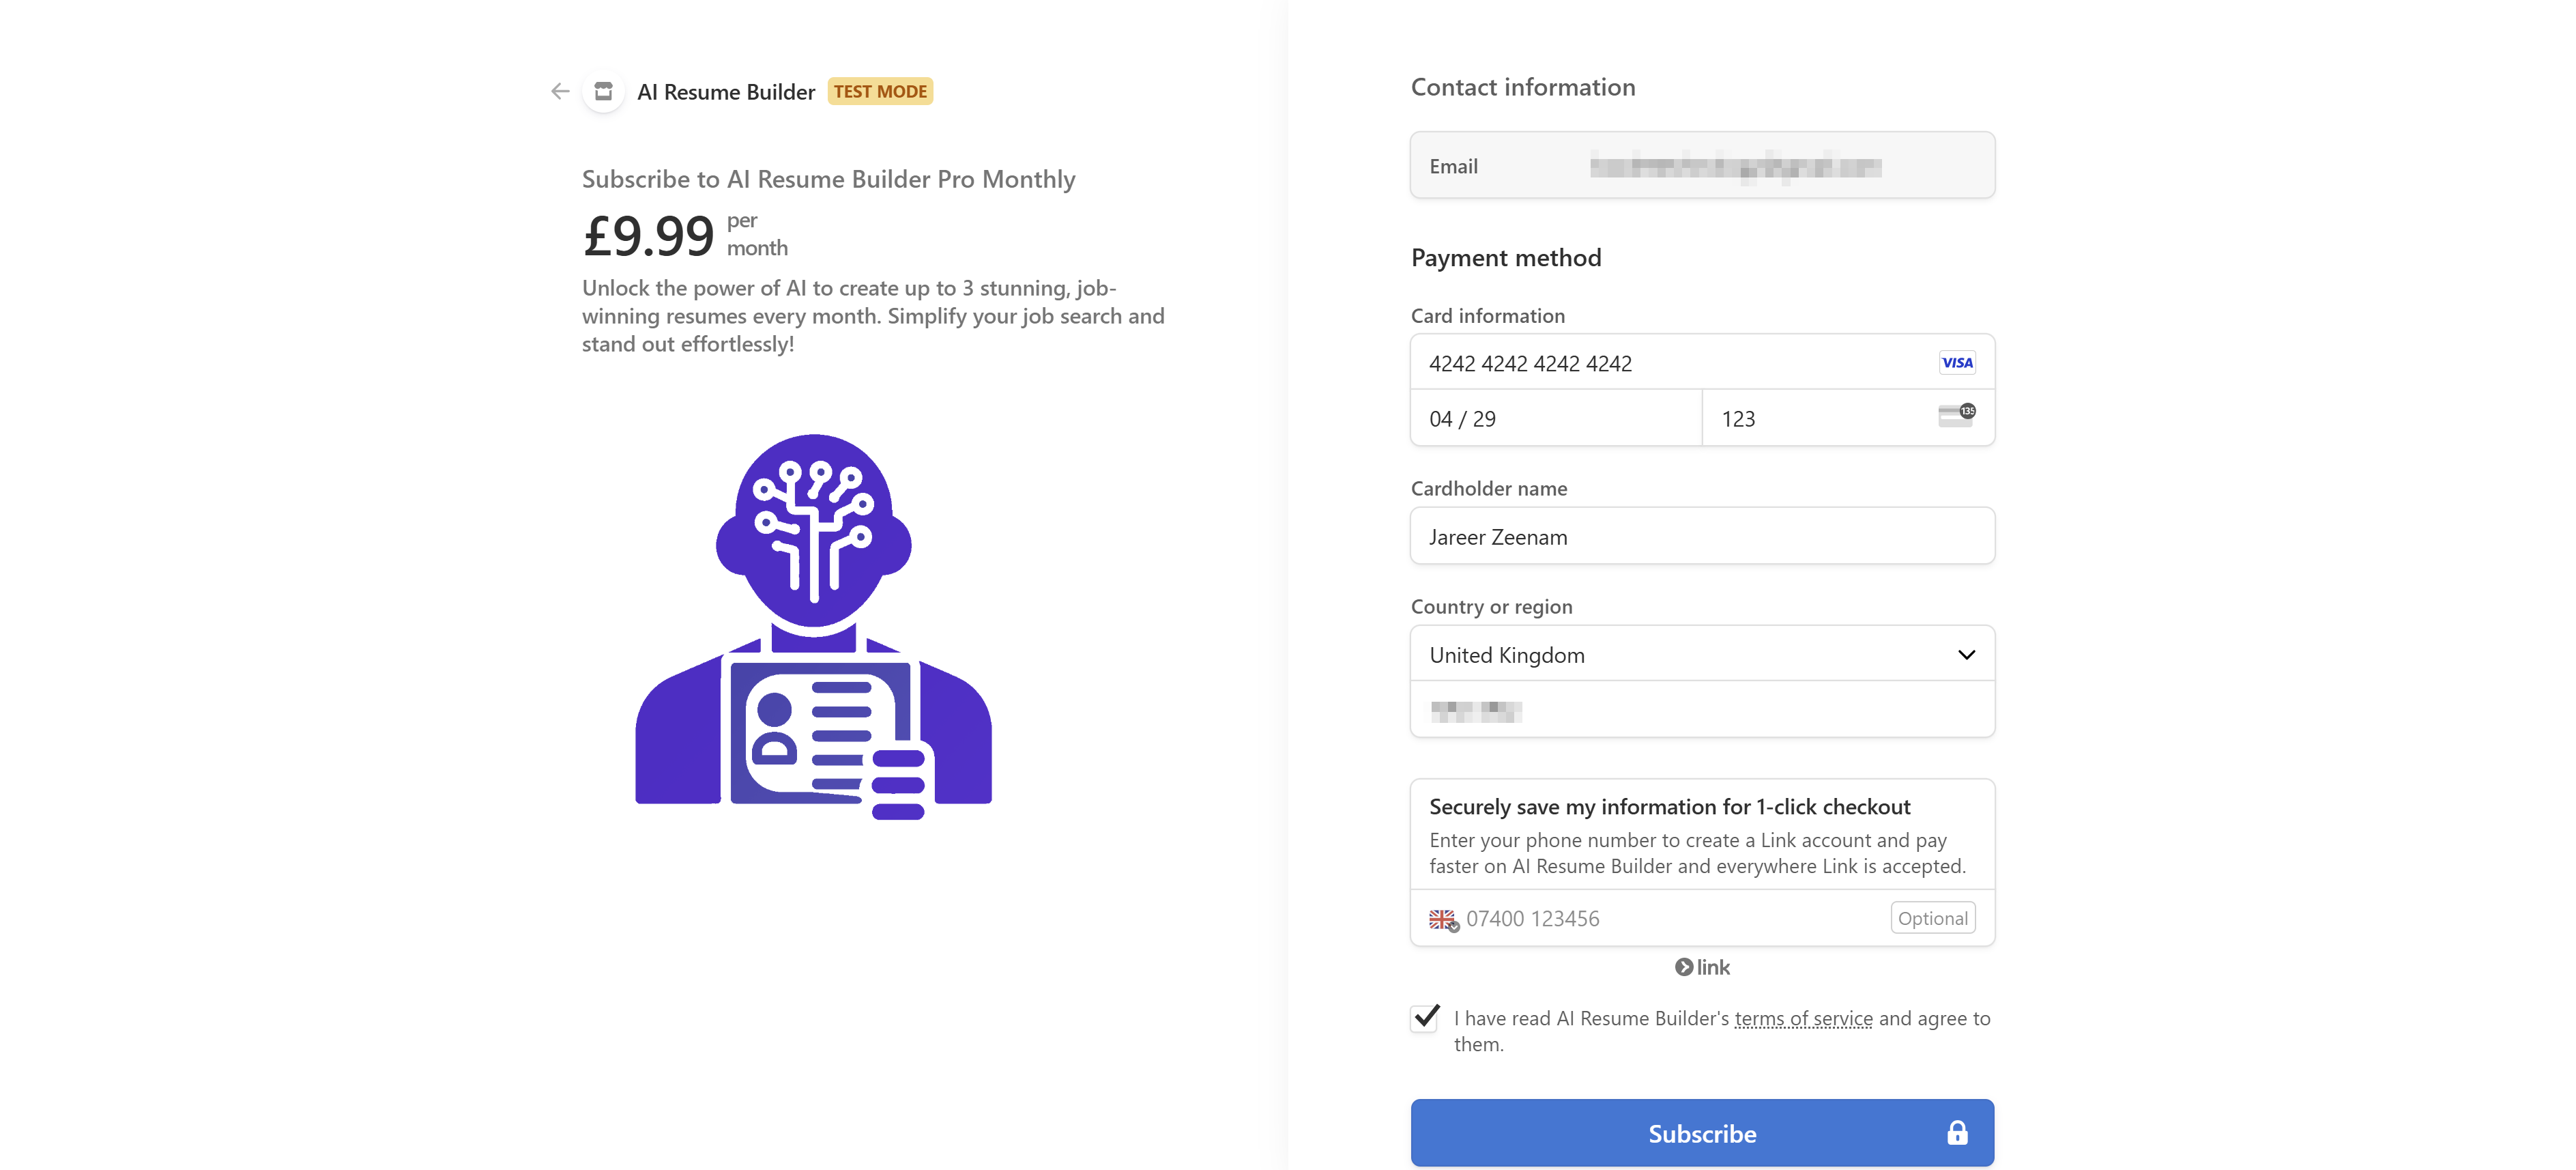 AI Resume Builder TEST MODE
Subscribe to AI Resume Builder Pro Monthly
£9.99 per
month
Unlock the power of AI to create up to 3 stunning, job-
winning resumes every month. Simplify your job search and
stand out effortlessly!
Contact information
Email
Payment method
Card information
4242 4242 4242 4242 VISA
04 / 29 123 135
Cardholder name
Jareer Zeenam
Country or region
United Kingdom
Securely save my information for 1-click checkout
Enter your phone number to create a Link account and pay
faster on AI Resume Builder and everywhere Link is accepted.
07400 123456 Optional
link
I have read AI Resume Builder's terms of service and agree to
them.
Subscribe